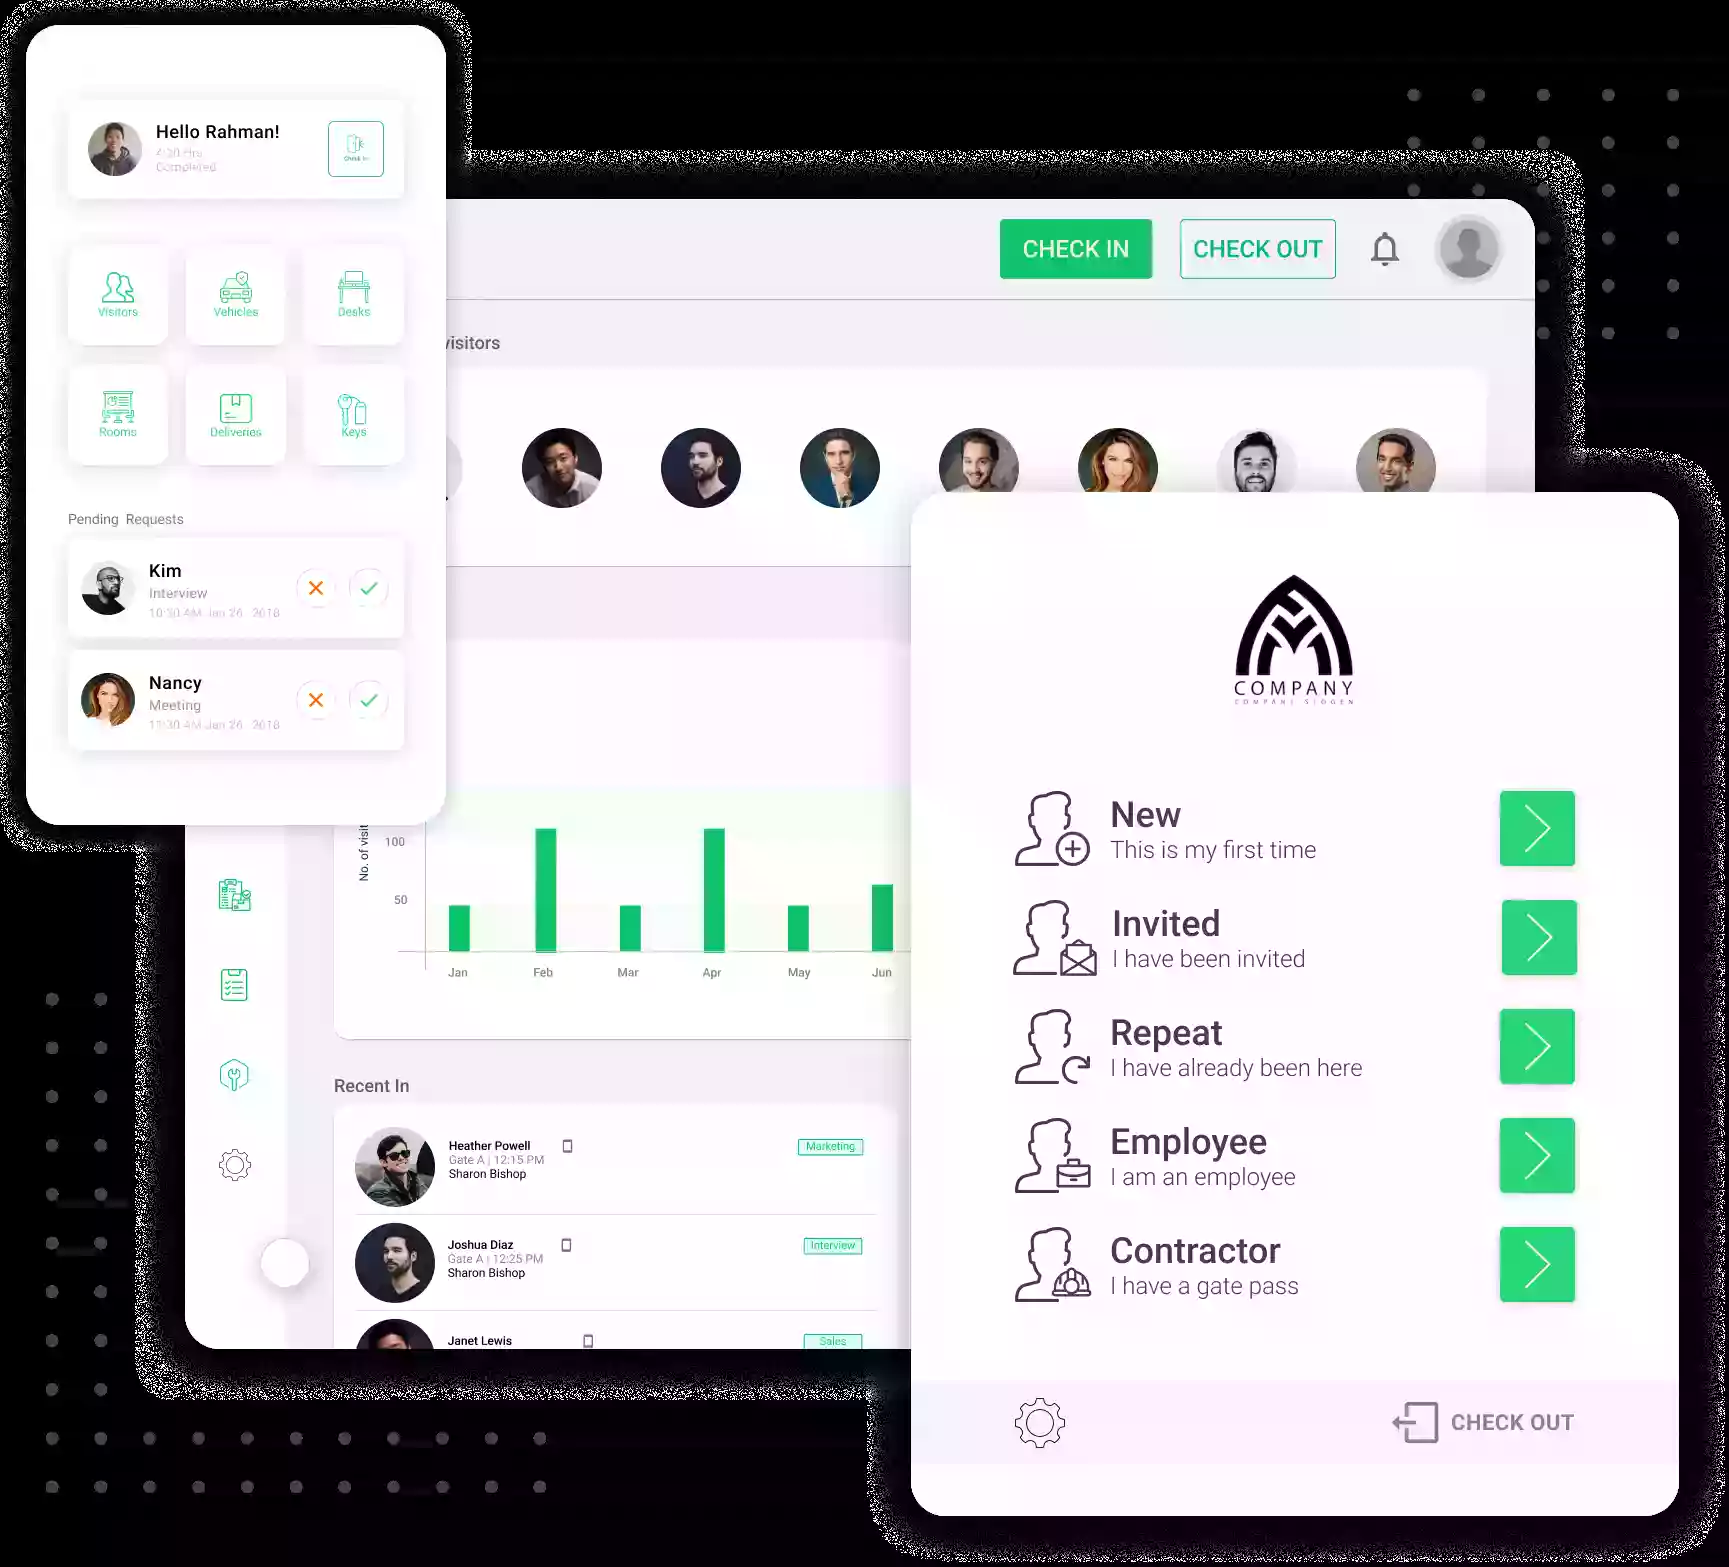 Hello Rahman!
4:30 Hrs
Completed
Check In
Visitors
Vehicles
Desks
Rooms
Deliveries
Keys
Pending Requests
Kim
Interview
10:30 AM Jan 26 2018
Nancy
Meeting
11:30 AM Jan 26 2018
CHECK IN
CHECK OUT
visitors
No. of visit
100
50
Jan
Feb
Mar
Apr
May
Jun
Recent In
Heather Powell
Gate A | 12:15 PM
Sharon Bishop
Marketing
Joshua Diaz
Gate A | 12:25 PM
Sharon Bishop
Interview
Janet Lewis
Sales
COMPANY
COMPANY SLOGEN
New
This is my first time
Invited
I have been invited
Repeat
I have already been here
Employee
I am an employee
Contractor
I have a gate pass
CHECK OUT